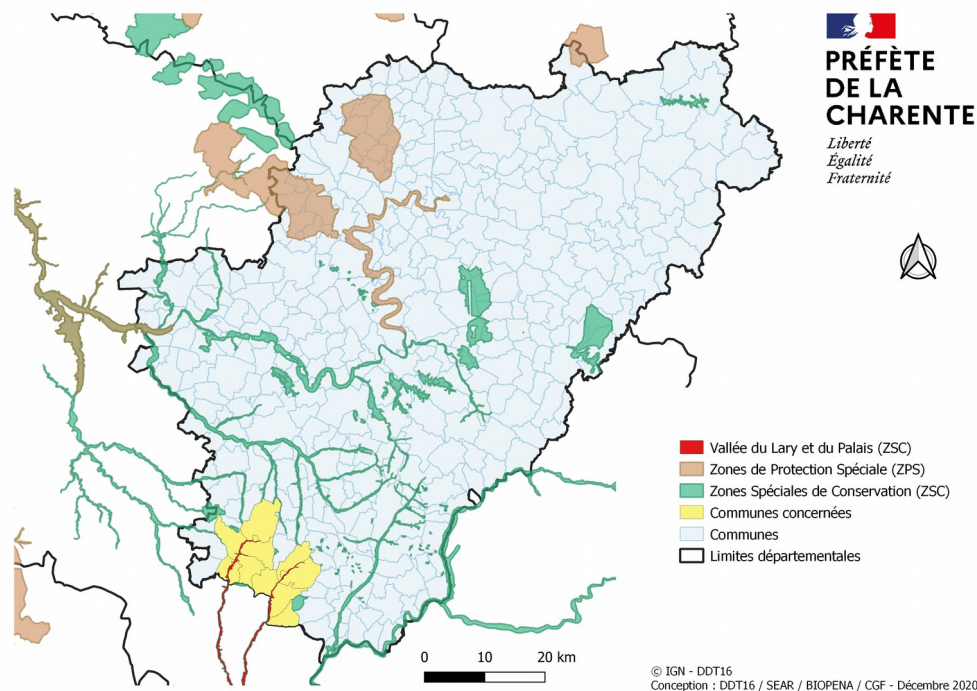 PRÉFÈTE
DE LA
CHARENTE
Liberté
Égalité
Fraternité
Vallée du Lary et du Palais (ZSC)
Zones de Protection Spéciale (ZPS)
Zones Spéciales de Conservation (ZSC)
Communes concernées
Communes
Limites départementales
0 10 20 km
© IGN - DDT16
Conception : DDT16 / SEAR / BIOPENA / CGF - Décembre 2020